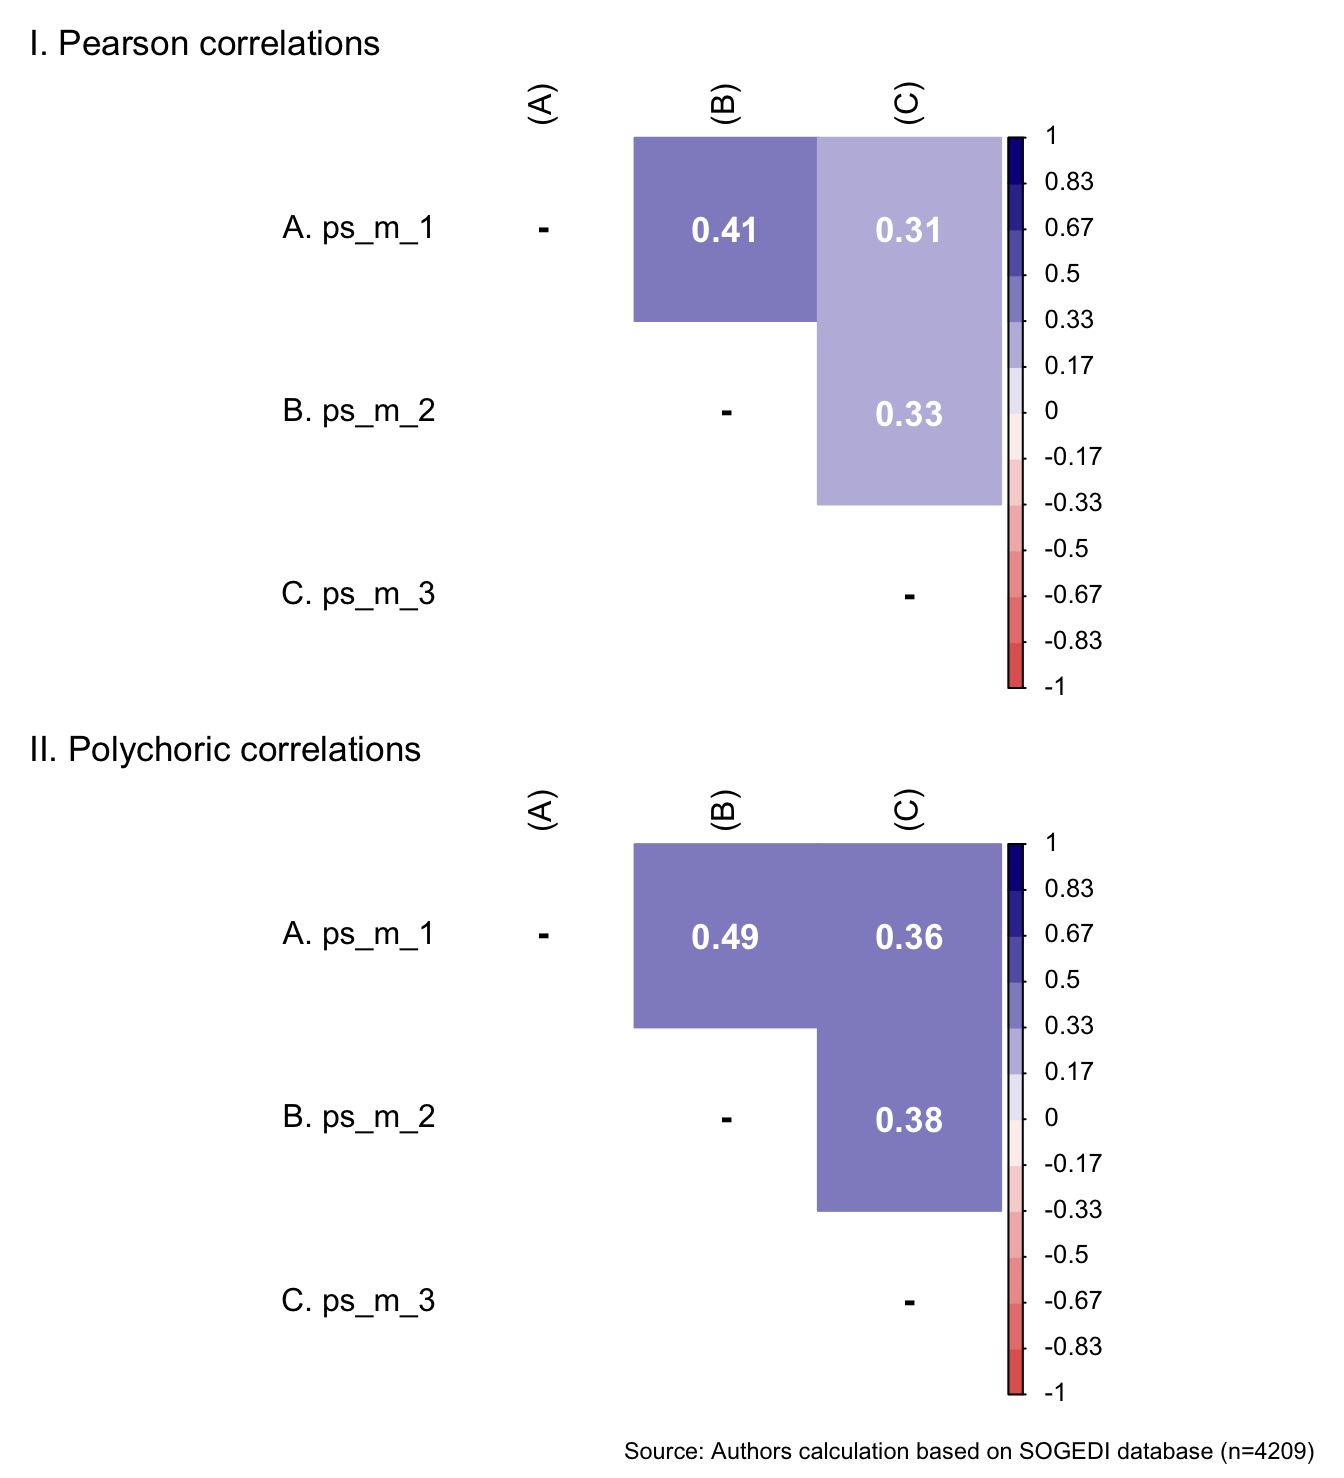 I. Pearson correlations
(A) (B) (C)
A. ps_m_1 - 0.41 0.31
B. ps_m_2 - 0.33
C. ps_m_3 -
1
0.83
0.67
0.5
0.33
0.17
0
-0.17
-0.33
-0.5
-0.67
-0.83
-1
II. Polychoric correlations
(A) (B) (C)
A. ps_m_1 - 0.49 0.36
B. ps_m_2 - 0.38
C. ps_m_3 -
1
0.83
0.67
0.5
0.33
0.17
0
-0.17
-0.33
-0.5
-0.67
-0.83
-1
Source: Authors calculation based on SOGEDI database (n=4209)